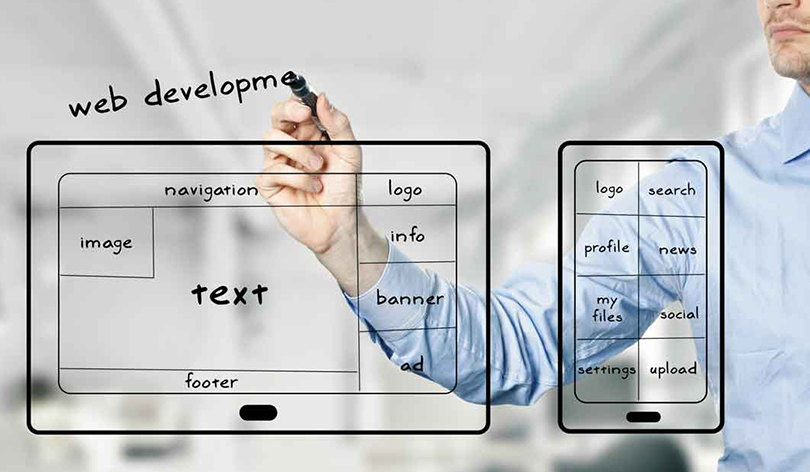 web developme
navigation
logo
image
info
text
banner
ad
footer
logo
search
profile
news
my
files
social
settings
upload